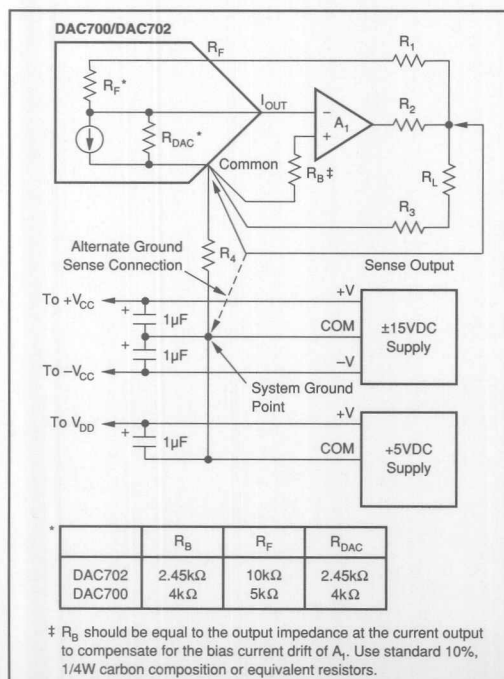 DAC700/DAC702
R_F
R_1
R_F*
I_OUT
R_DAC*
−
A_1
+
R_2
Common
R_B‡
R_L
R_3
R_4
Alternate Ground
Sense Connection
Sense Output
To +V_CC
+
1µF
+V
COM
±15VDC
Supply
+
1µF
To –V_CC
–V
System Ground
Point
To V_DD
+
1µF
+V
COM
+5VDC
Supply
*
R_B R_F R_DAC
DAC702 2.45kΩ 10kΩ 2.45kΩ
DAC700 4kΩ 5kΩ 4kΩ
‡ R_B should be equal to the output impedance at the current output
to compensate for the bias current drift of A_1. Use standard 10%,
1/4W carbon composition or equivalent resistors.